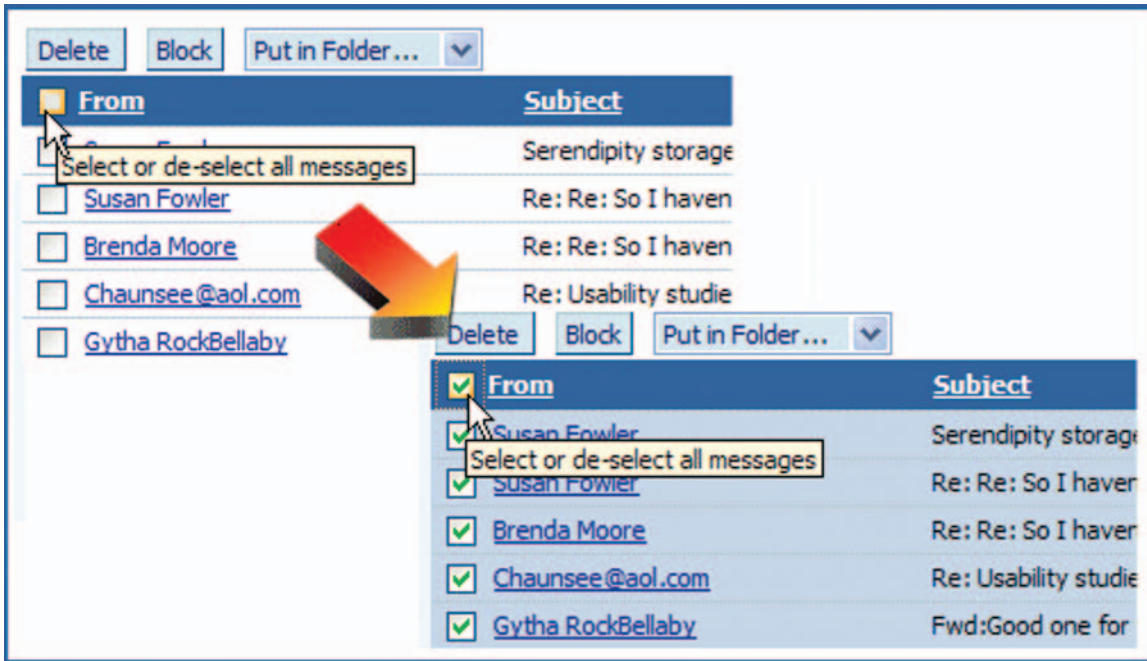 Delete Block Put in Folder...
From Subject
Serendipity storage
Select or de-select all messages
Susan Fowler Re: Re: So I haven
Brenda Moore Re: Re: So I haven
Chaunsee@aol.com Re: Usability studie
Gytha RockBellaby
Delete Block Put in Folder...
From Subject
Susan Fowler Serendipity storage
Select or de-select all messages
Susan Fowler Re: Re: So I haven
Brenda Moore Re: Re: So I haven
Chaunsee@aol.com Re: Usability studie
Gytha RockBellaby Fwd:Good one for